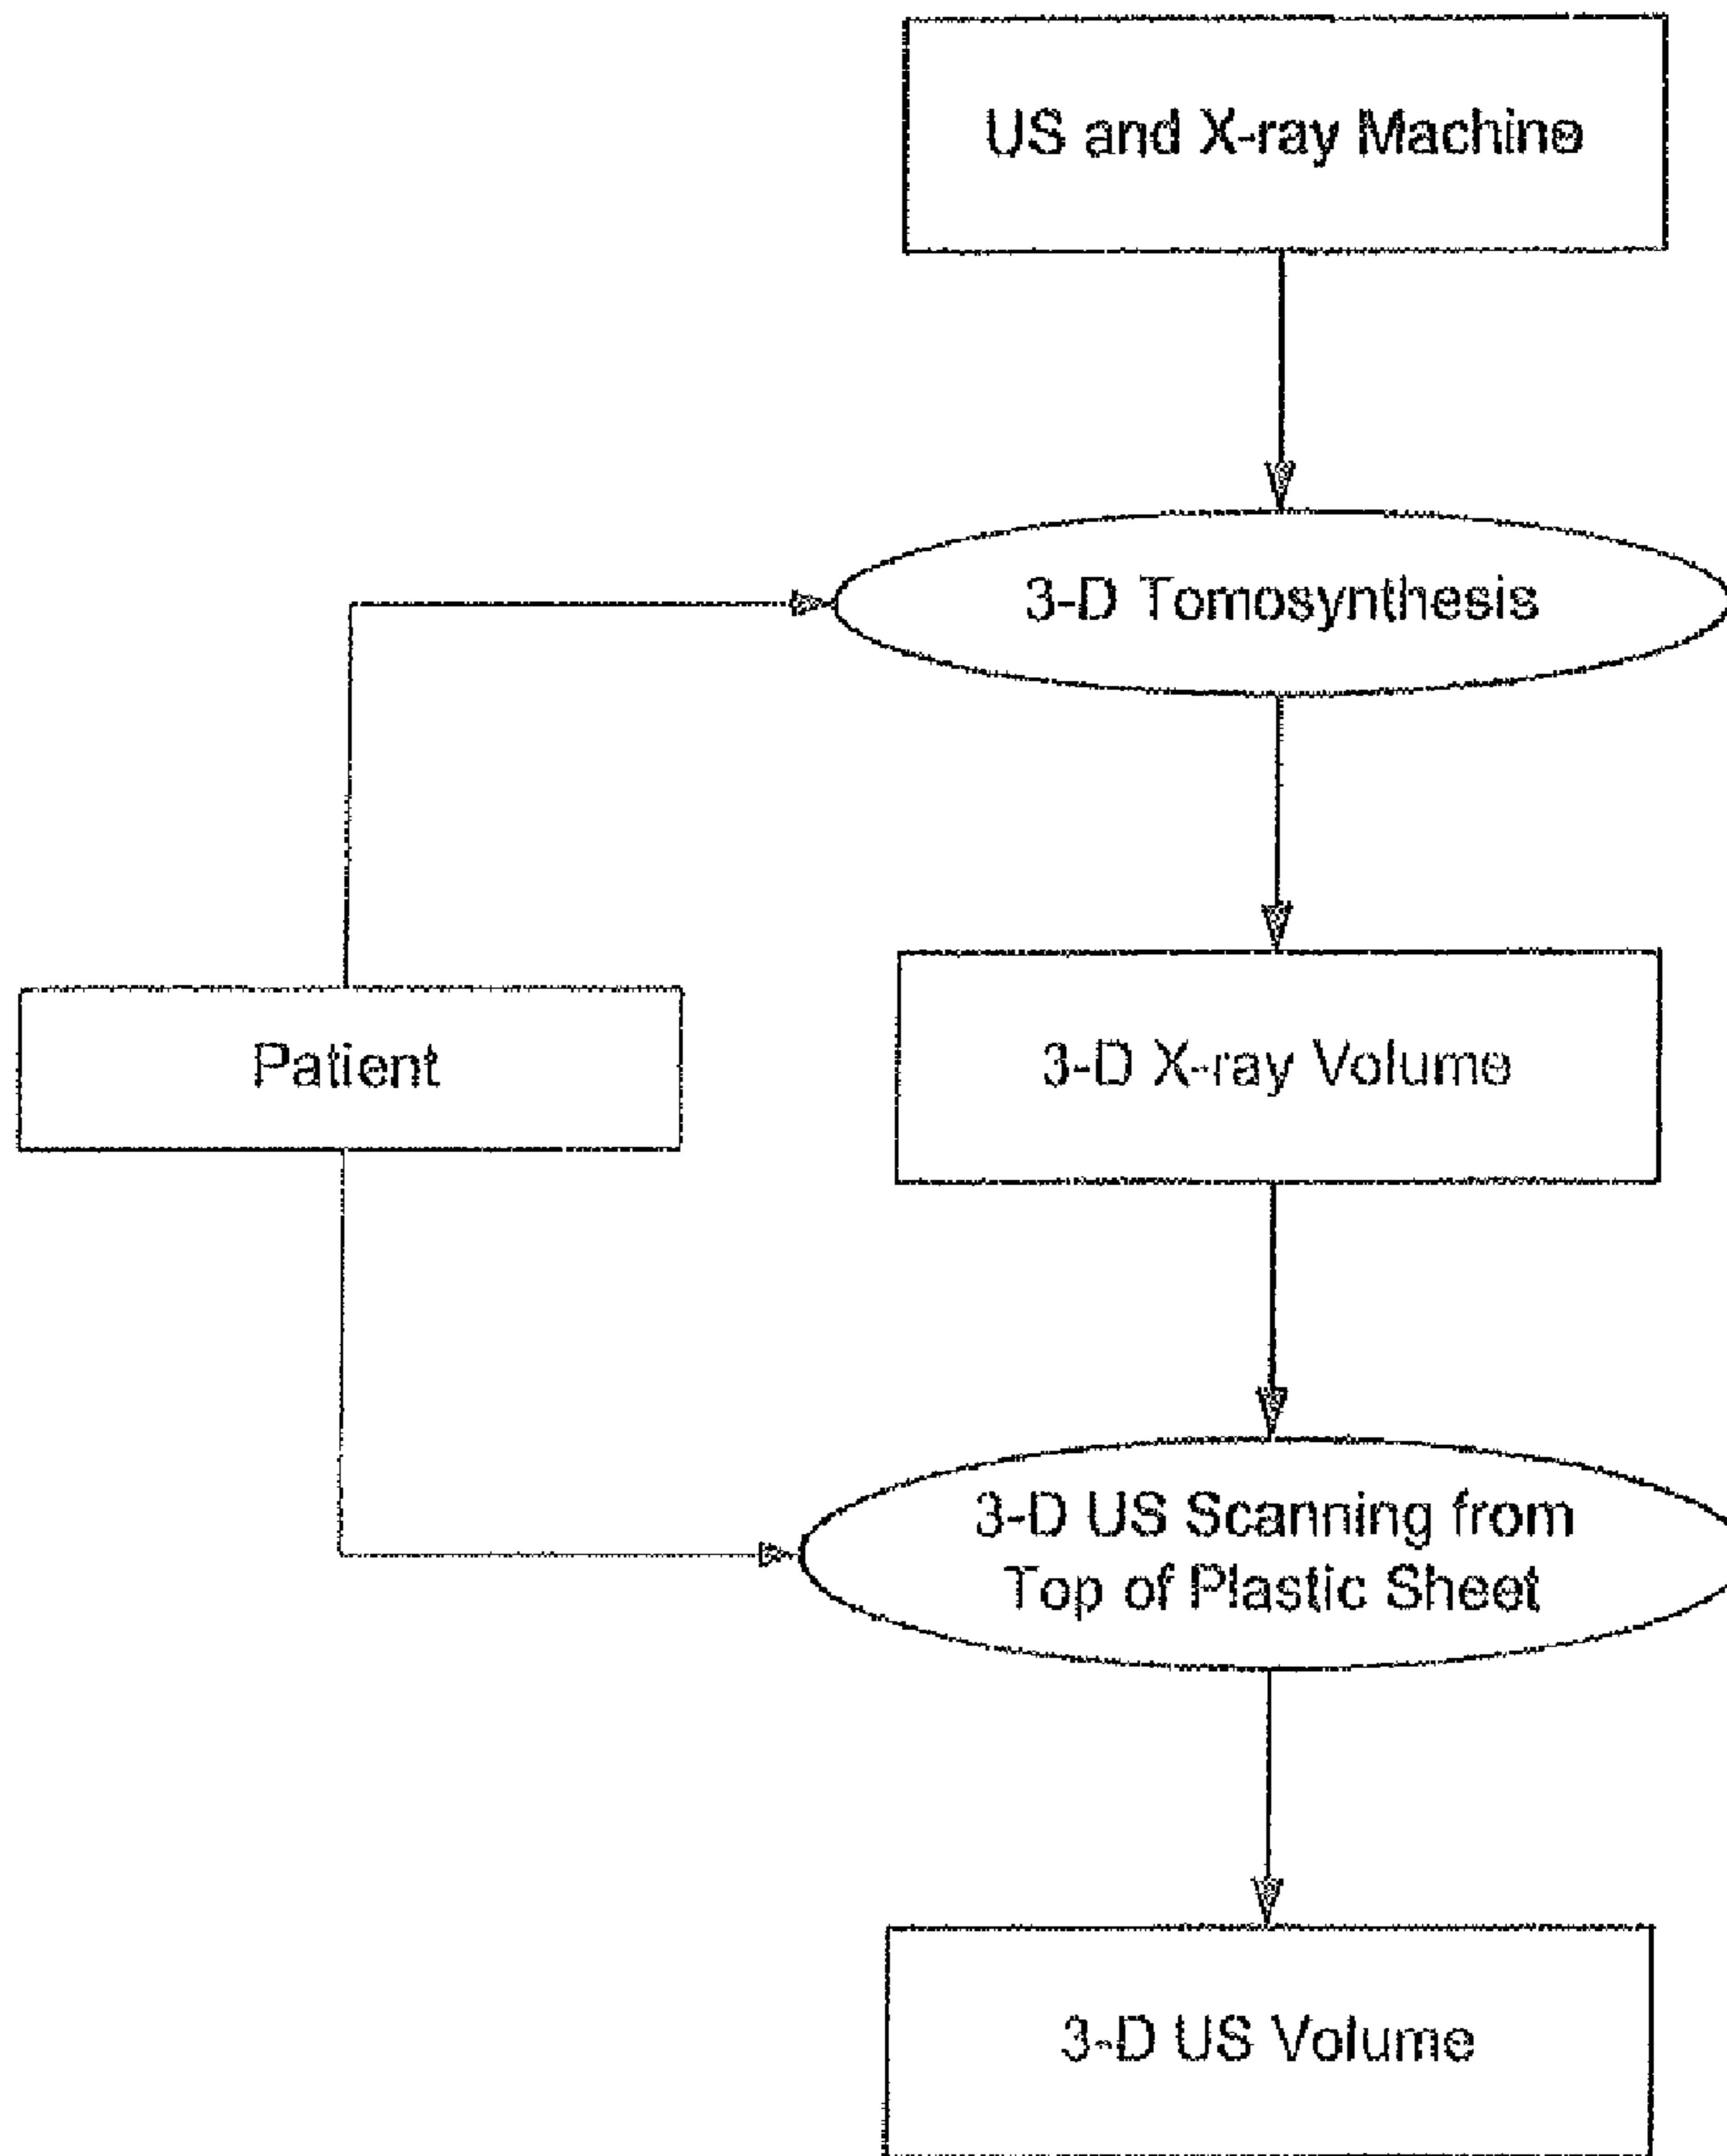 US and X-ray Machine
3-D Tomosynthesis
Patient
3-D X-ray Volume
3-D US Scanning from
Top of Plastic Sheet
3-D US Volume